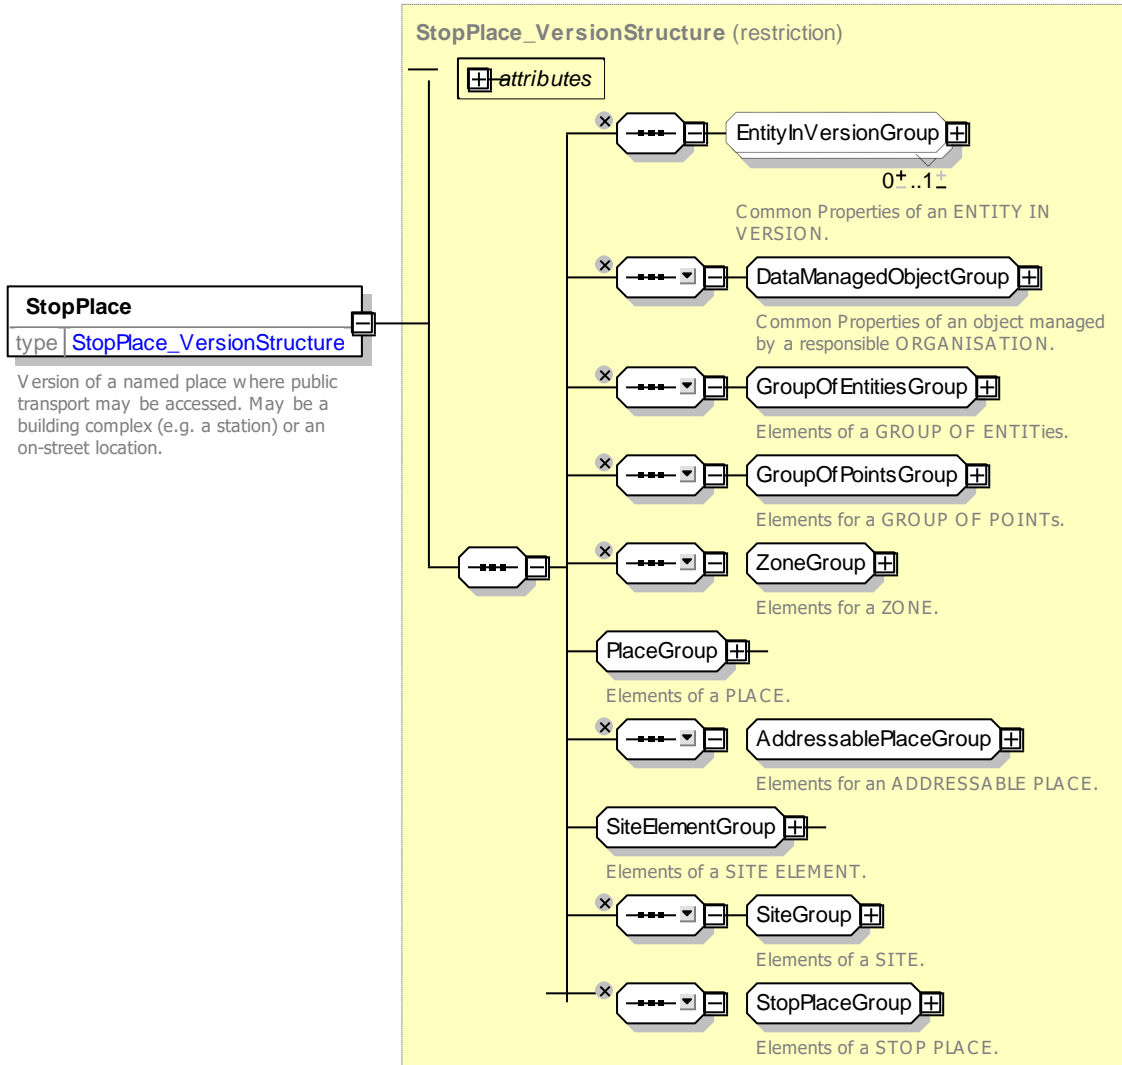 StopPlace_VersionStructure (restriction)
attributes
EntityInVersionGroup
0±..1±
Common Properties of an ENTITY IN
VERSION.
DataManagedObjectGroup
Common Properties of an object managed
by a responsible ORGANISATION.
StopPlace
type StopPlace_VersionStructure
Version of a named place where public
transport may be accessed. May be a
building complex (e.g. a station) or an
on-street location.
GroupOfEntitiesGroup
Elements of a GROUP OF ENTITies.
GroupOfPointsGroup
Elements for a GROUP OF POINTs.
ZoneGroup
Elements for a ZONE.
PlaceGroup
Elements of a PLACE.
AddressablePlaceGroup
Elements for an ADDRESSABLE PLACE.
SiteElementGroup
Elements of a SITE ELEMENT.
SiteGroup
Elements of a SITE.
StopPlaceGroup
Elements of a STOP PLACE.